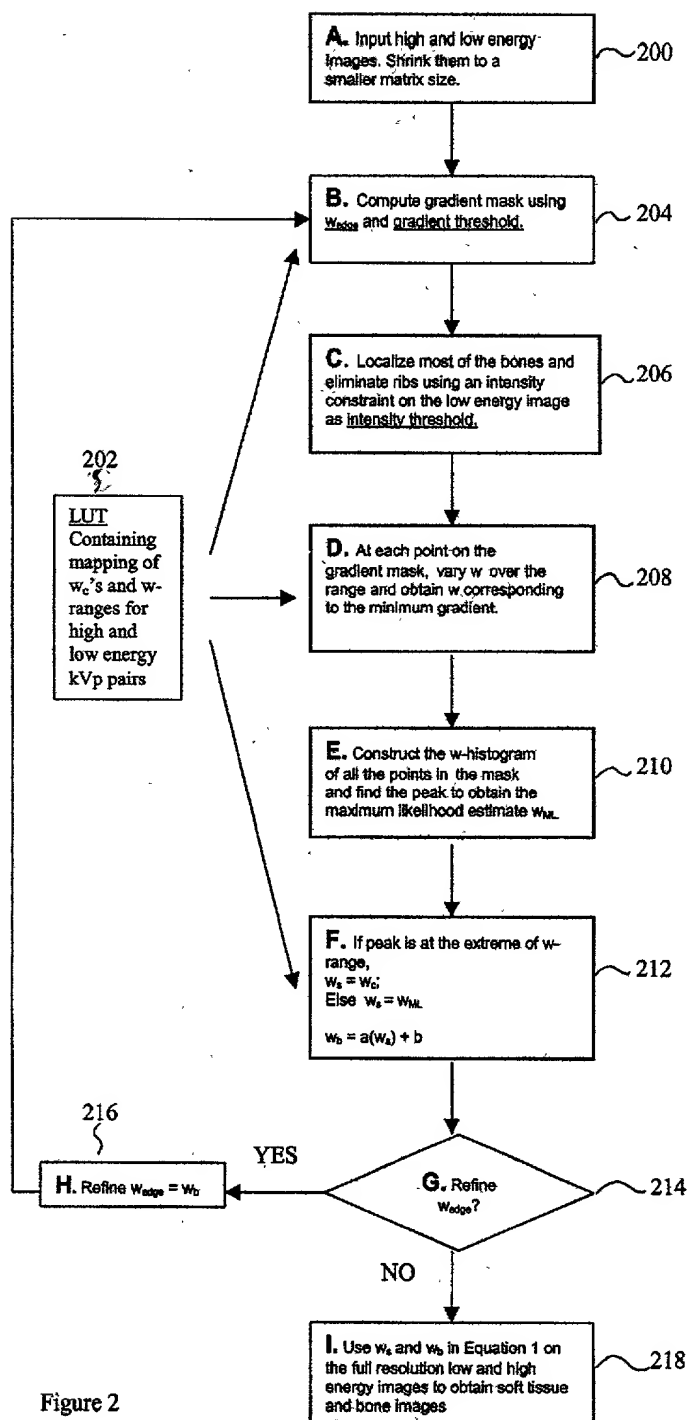 A. Input high and low energy
images. Shrink them to a
smaller matrix size.
200
B. Compute gradient mask using
wedge and gradient threshold.
204
C. Localize most of the bones and
eliminate ribs using an intensity
constraint on the low energy image
as intensity threshold.
206
202
LUT
Containing
mapping of
wc's and w-
ranges for
high and
low energy
kVp pairs
D. At each point on the
gradient mask, vary w over the
range and obtain w corresponding
to the minimum gradient.
208
E. Construct the w-histogram
of all the points in the mask
and find the peak to obtain the
maximum likelihood estimate wML
210
F. If peak is at the extreme of w-
range,
ws = wc;
Else ws = wML
wb = a(ws) + b
212
216
H. Refine wedge = wb
YES
G. Refine
wedge?
214
NO
I. Use ws and wb in Equation 1 on
the full resolution low and high
energy images to obtain soft tissue
and bone images
218
Figure 2